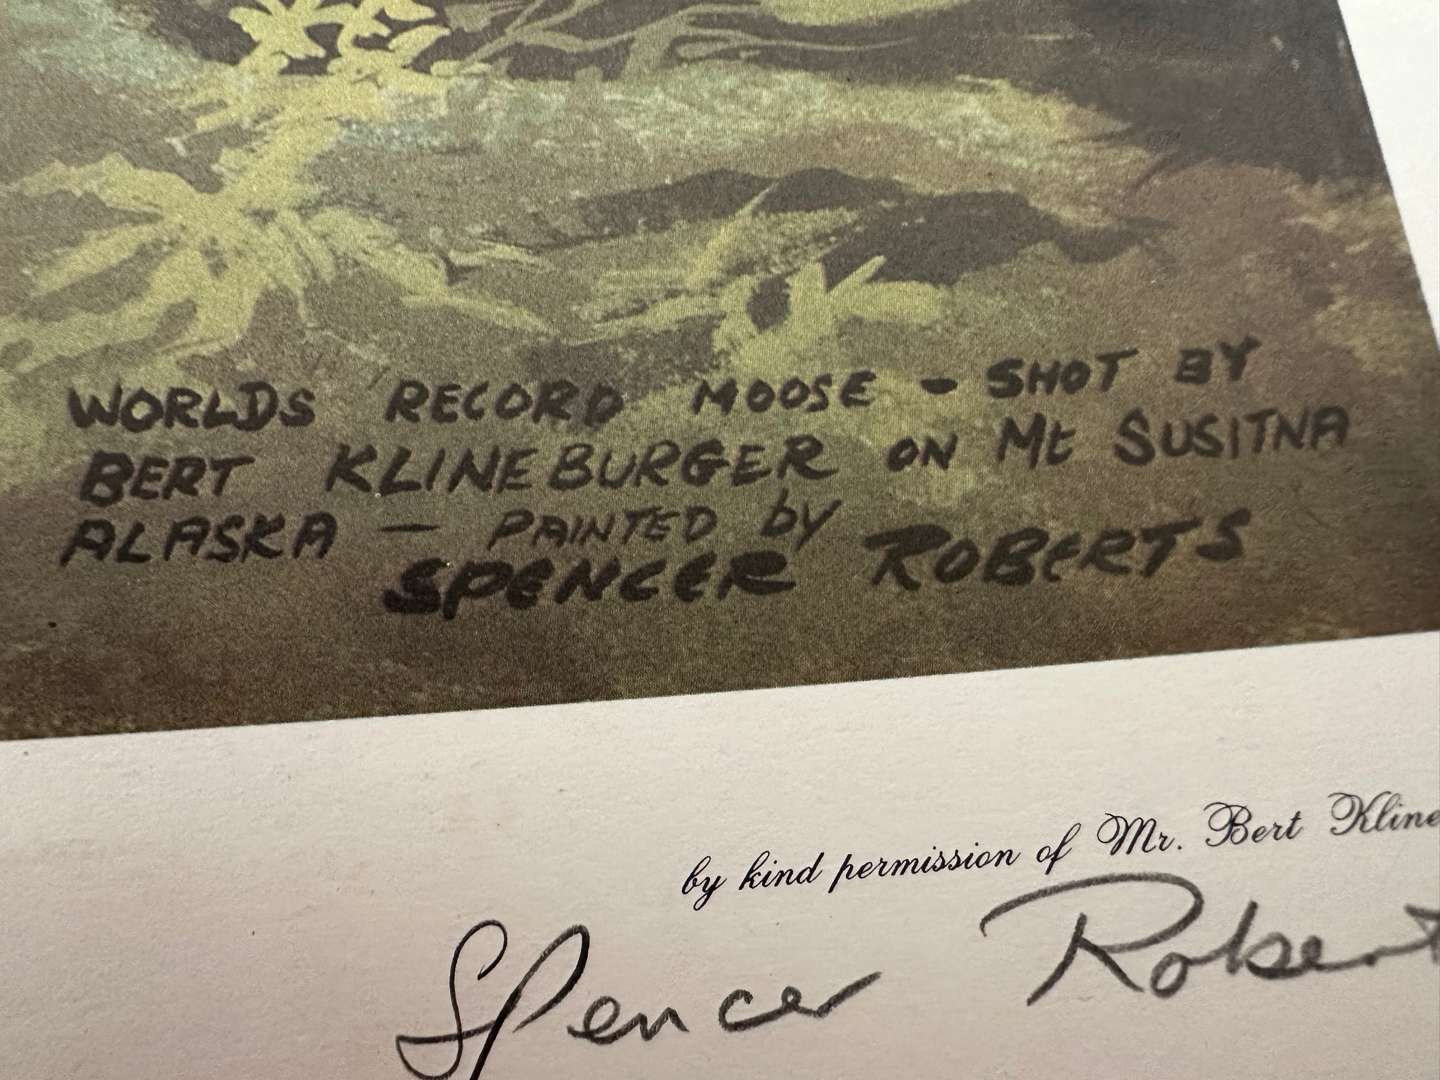 WORLDS RECORD MOOSE - SHOT BY
BERT KLINEBURGER ON Mt SUSITNA
ALASKA - PAINTED by
SPENCER ROBERTS
by kind permission of Mr. Bert Kline
Spencer Robert